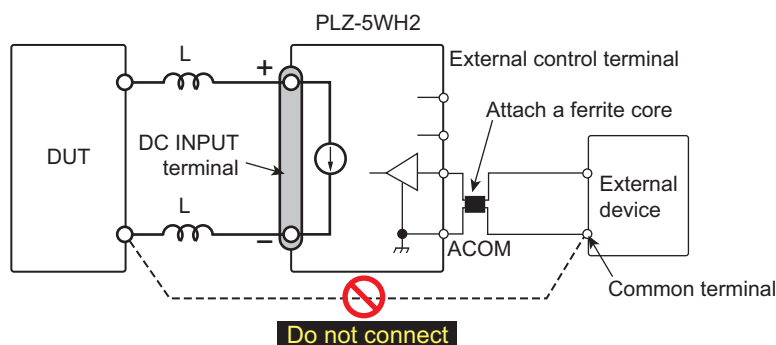 PLZ-5WH2
L
+
External control terminal
Attach a ferrite core
DUT
DC INPUT
terminal
External
device
L
−
ACOM
Common terminal
Do not connect